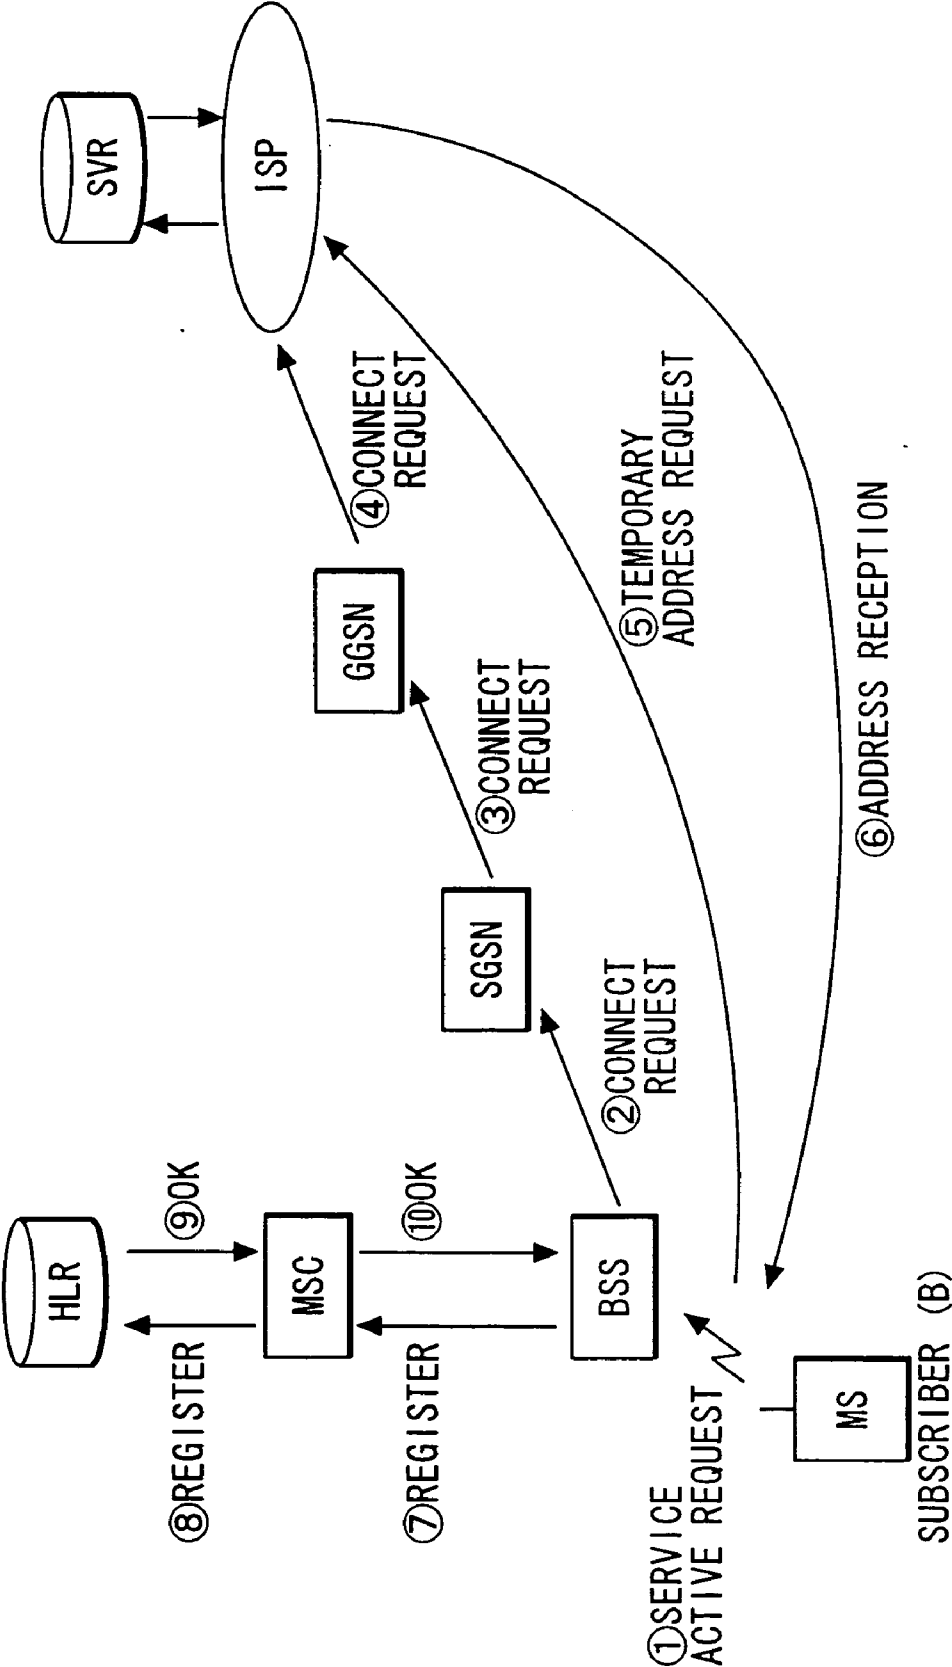 HLR
SVR
⑧REGISTER
⑨OK
MSC
ISP
④CONNECT
REQUEST
GGSN
⑦REGISTER
⑩OK
③CONNECT
REQUEST
SGSN
BSS
②CONNECT
REQUEST
⑤TEMPORARY
ADDRESS REQUEST
①SERVICE
ACTIVE REQUEST
MS
⑥ADDRESS RECEPTION
SUBSCRIBER (B)